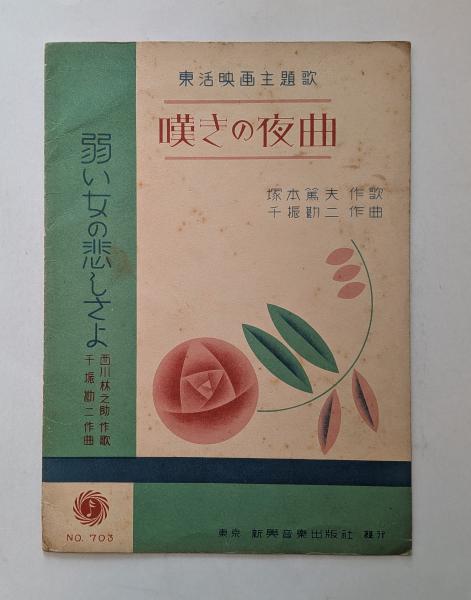 東活映画主題歌
嘆きの夜曲
塚本篤夫 作歌
千振勘二 作曲
弱い女の悲しさよ
西川林之助 作歌
千振勘二 作曲
NO. 703
東京 新興音楽出版社 發行